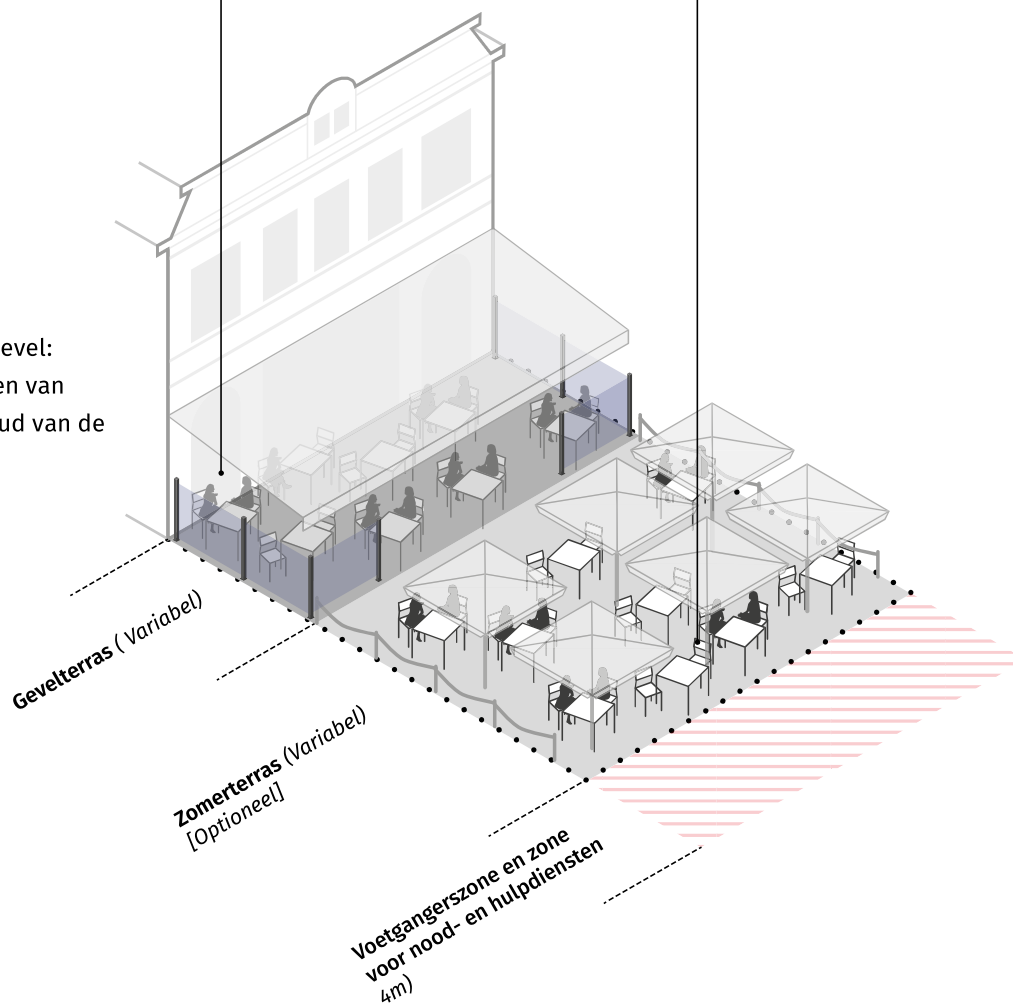 evel:
en van
ud van de
Gevelterras ( Variabel)
Zomerterras (Variabel)
[Optioneel]
Voetgangerszone en zone
voor nood- en hulpdiensten
4m)